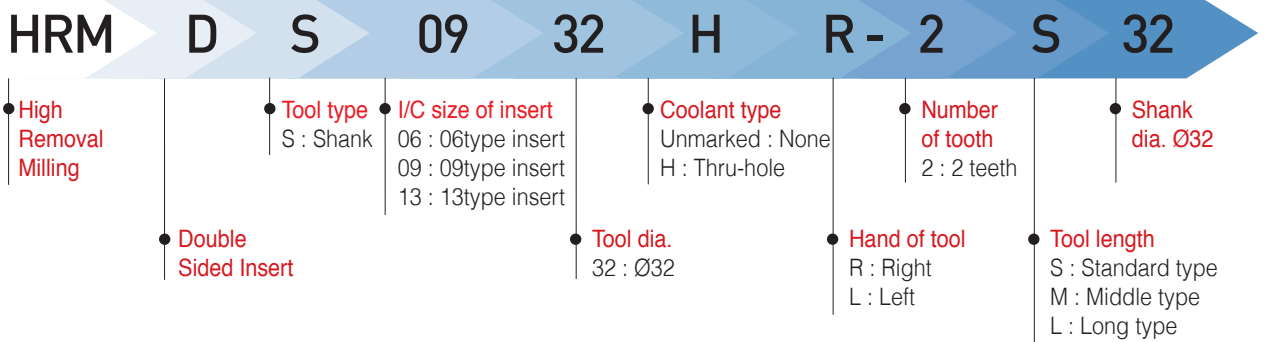 HRM D S 09 32 H R - 2 S 32
High
Removal
Milling
Double
Sided Insert
Tool type
S : Shank
I/C size of insert
06 : 06type insert
09 : 09type insert
13 : 13type insert
Tool dia.
32 : Ø32
Coolant type
Unmarked : None
H : Thru-hole
Hand of tool
R : Right
L : Left
Number
of tooth
2 : 2 teeth
Tool length
S : Standard type
M : Middle type
L : Long type
Shank
dia. Ø32